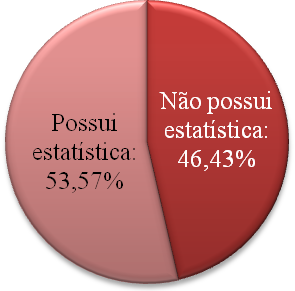 Possui
estatística:
53,57%
Não possui
estatística:
46,43%